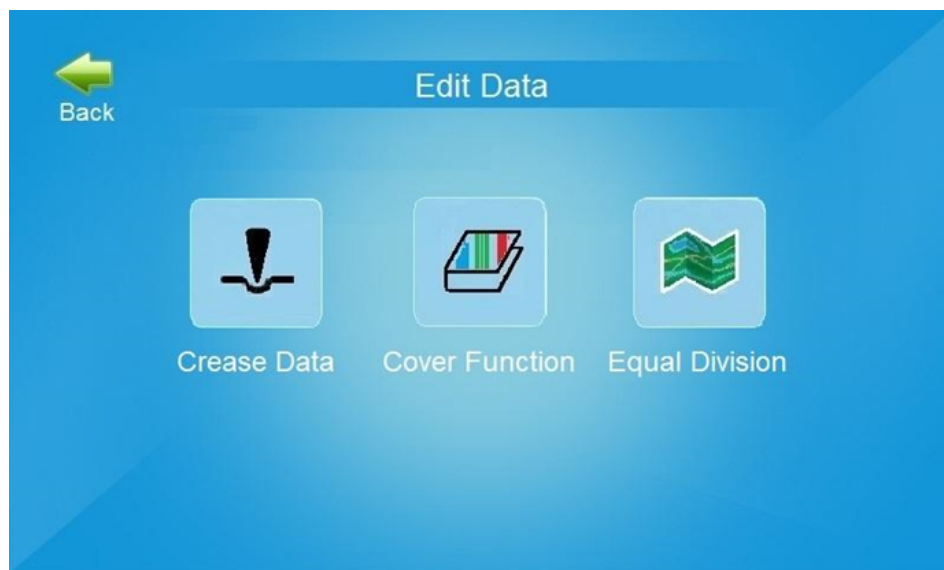 Edit Data
Back
Crease Data
Cover Function
Equal Division